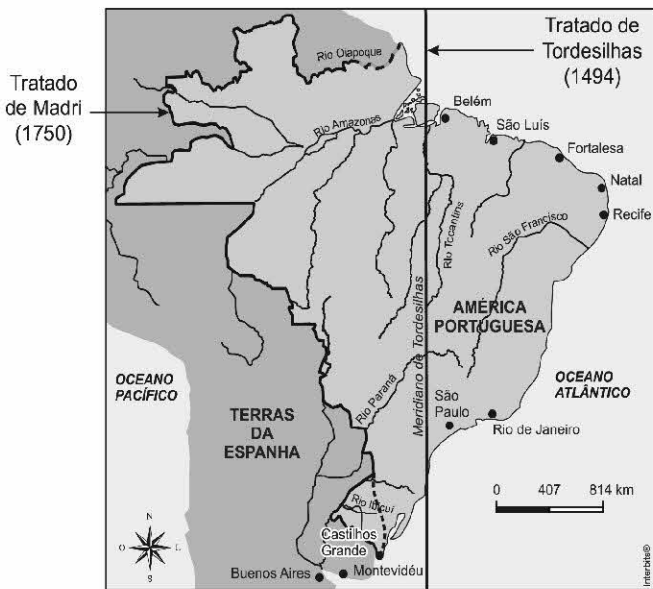 Tratado de
Tordesilhas
(1494)
Tratado
de Madri
(1750)
Rio Oiapoque
Rio Amazonas
Belém
São Luís
Fortalesa
Natal
Recife
Rio Tocantins
Rio São Francisco
Meridiano de Tordesilhas
AMÉRICA
PORTUGUESA
OCEANO
PACÍFICO
OCEANO
ATLÂNTICO
Rio Paraná
São
Paulo
Rio de Janeiro
TERRAS
DA
ESPANHA
0 407 814 km
Rio Ibicuí
Castilhos
Grande
N
O L
S
Buenos Aires
Montevidéu
Interbits®